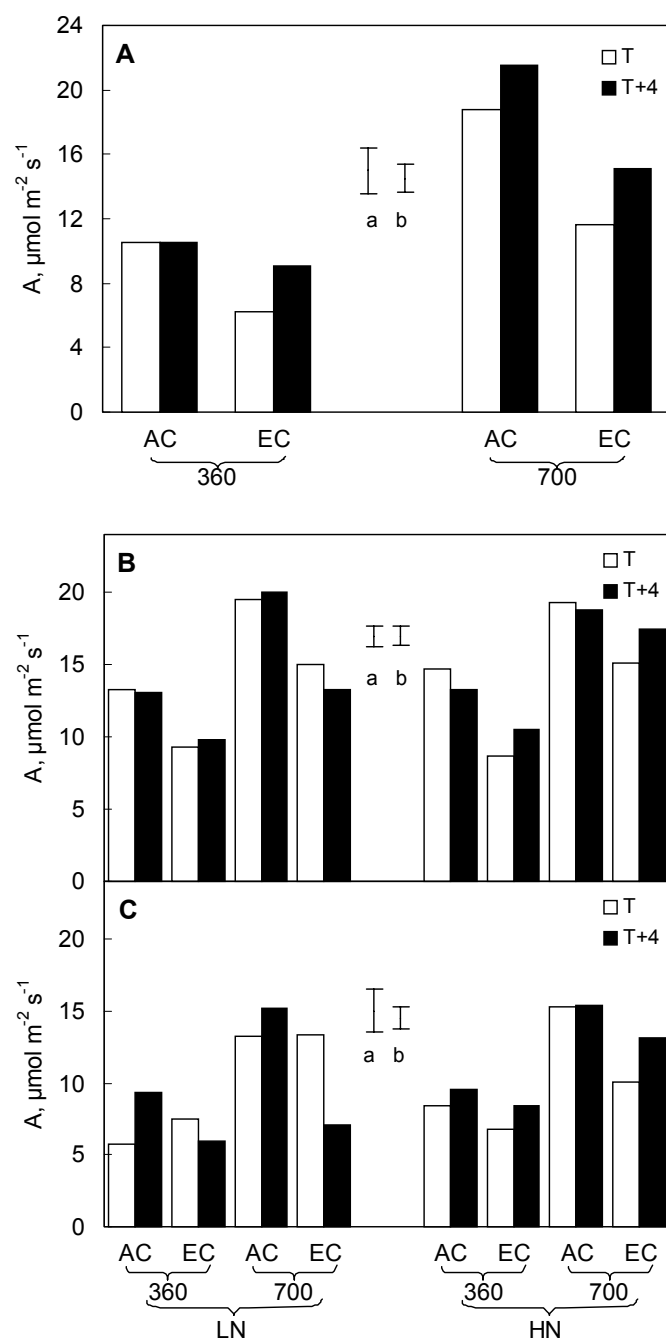 A
24
20
16
12
8
4
0
A, µmol m⁻² s⁻¹
T
T+4
a b
AC EC AC EC
360 700
B
20
15
10
5
0
A, µmol m⁻² s⁻¹
T
T+4
a b
C
20
15
10
5
0
A, µmol m⁻² s⁻¹
T
T+4
a b
AC EC AC EC AC EC AC EC
360 700 360 700
LN HN